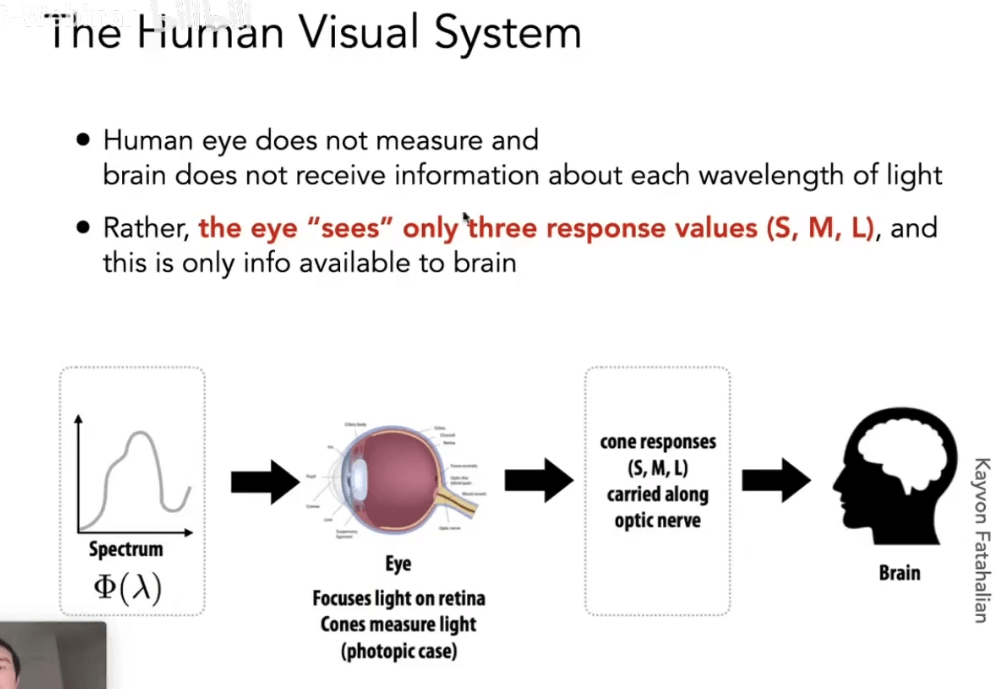 The Human Visual System
● Human eye does not measure and
brain does not receive information about each wavelength of light
● Rather, the eye “sees” only three response values (S, M, L), and
this is only info available to brain
Spectrum
Φ(λ)
Eye
Focuses light on retina
Cones measure light
(photopic case)
cone responses
(S, M, L)
carried along
optic nerve
Brain
Kayvon Fatahalian